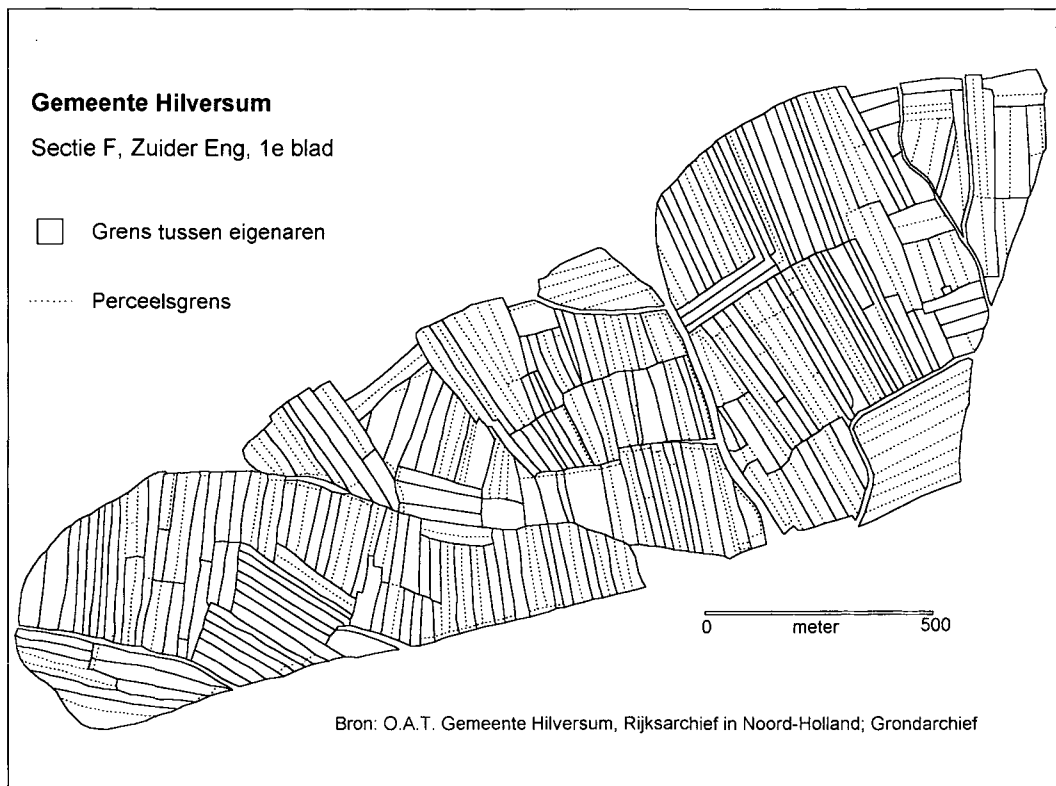 Gemeente Hilversum
Sectie F, Zuider Eng, 1e blad
Grens tussen eigenaren
Perceelsgrens
0 meter 500
Bron: O.A.T. Gemeente Hilversum, Rijksarchief in Noord-Holland; Grondarchief